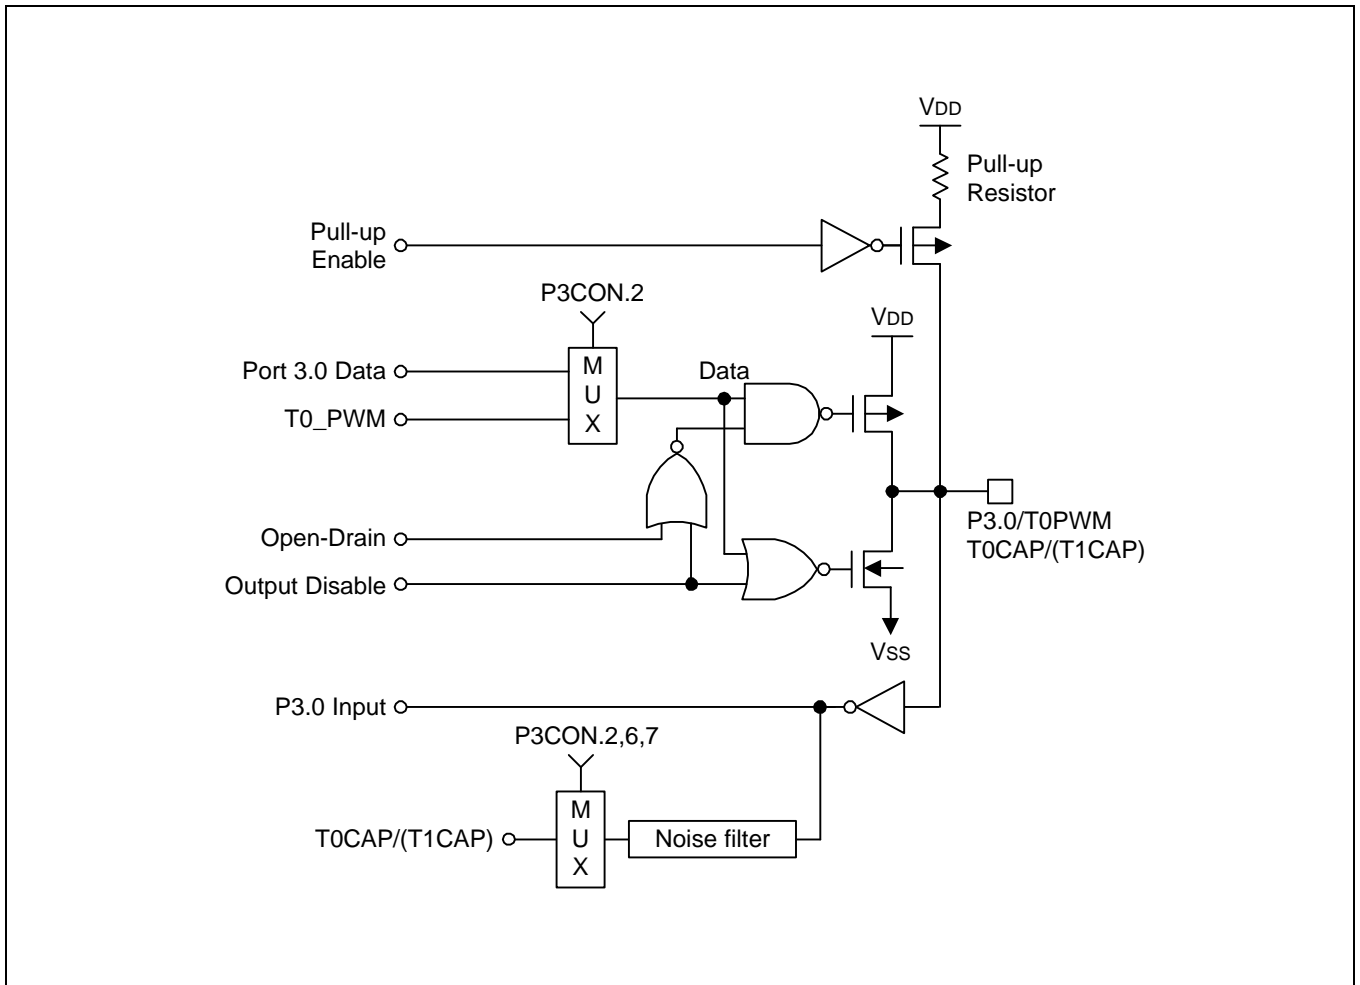 VDD
Pull-up
Resistor
Pull-up
Enable
P3CON.2
VDD
Port 3.0 Data
M
U
X
Data
T0_PWM
P3.0/T0PWM
T0CAP/(T1CAP)
Open-Drain
Output Disable
VSS
P3.0 Input
P3CON.2,6,7
T0CAP/(T1CAP)
M
U
X
Noise filter